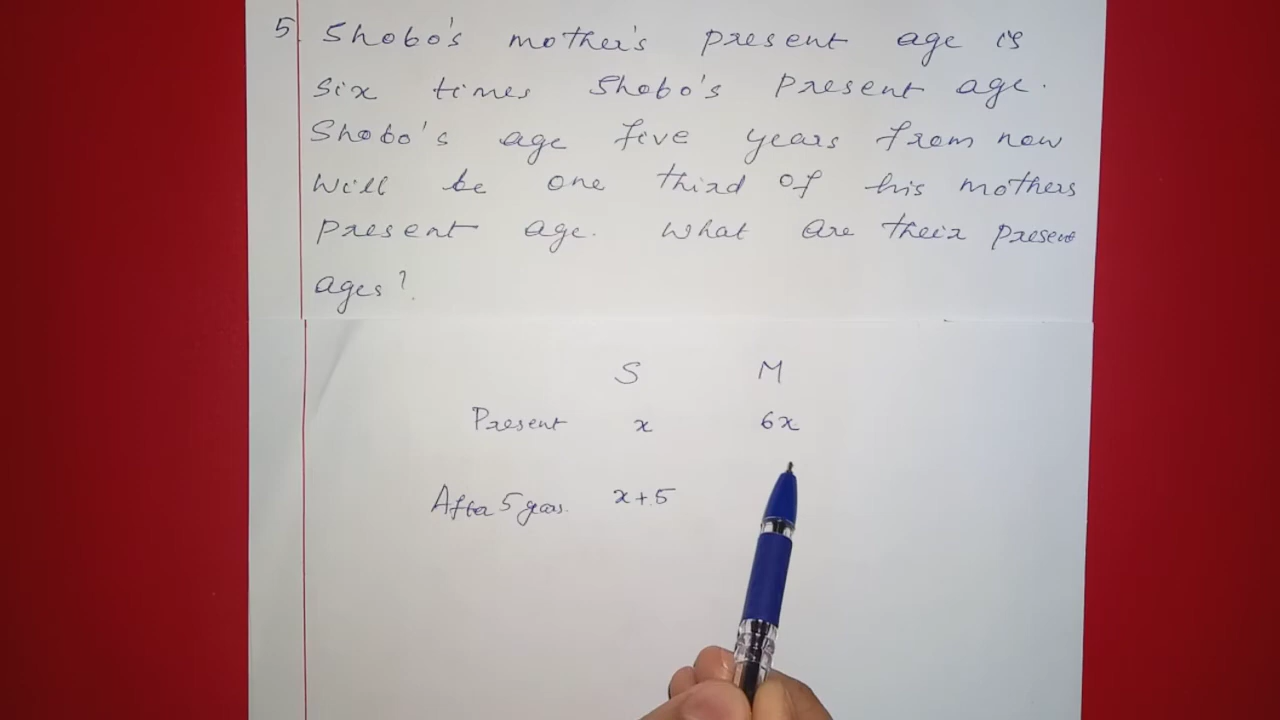 5. Shobo's mother's present age is
six times Shobo's present age.
Shobo's age five years from now
will be one third of his mothers
present age. What are their present
ages?
S M
Present x 6x
After 5 years. x+5